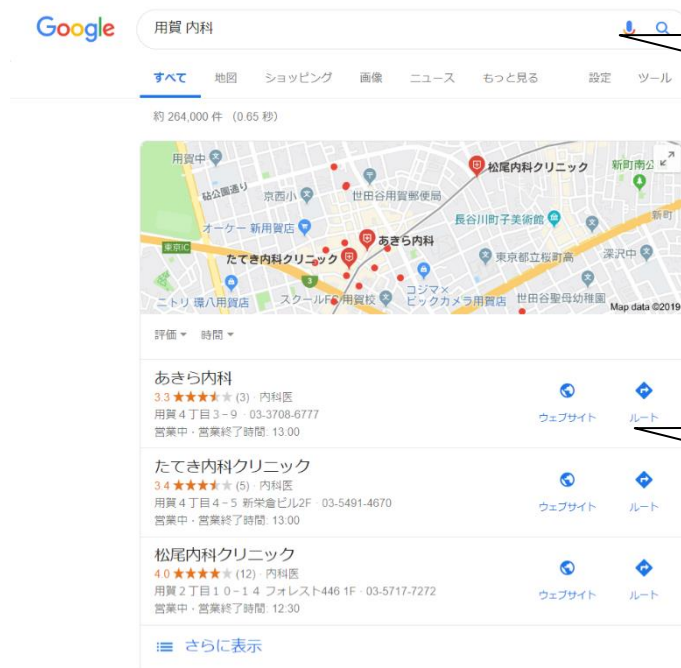 Google
用賀 内科
すべて 地図 ショッピング 画像 ニュース もっと見る 設定 ツール
約 264,000 件 （0.65 秒）
用賀中
松尾内科クリニック
新町南公
砧公園通り
京西小
世田谷用賀郵便局
長谷川町子美術館
新町
オーケー 新用賀店
あきら内科
東京IC
たてき内科クリニック
東京都立桜町高
深沢中
3
コジマ×
ビックカメラ用賀店
ニトリ 環八用賀店
スクールFC用賀校
世田谷聖母幼稚園
Map data ©2019
評価 時間
あきら内科
3.3 (3) · 内科医
用賀４丁目３−９ · 03-3708-6777
営業中 · 営業終了時間: 13:00
ウェブサイト ルート
たてき内科クリニック
3.4 (5) · 内科医
用賀４丁目４−５ 新栄倉ビル2F · 03-5491-4670
営業中 · 営業終了時間: 13:00
ウェブサイト ルート
松尾内科クリニック
4.0 (12) · 内科医
用賀２丁目１０−１４ フォレスト446 1F · 03-5717-7272
営業中 · 営業終了時間: 12:30
ウェブサイト ルート
さらに表示